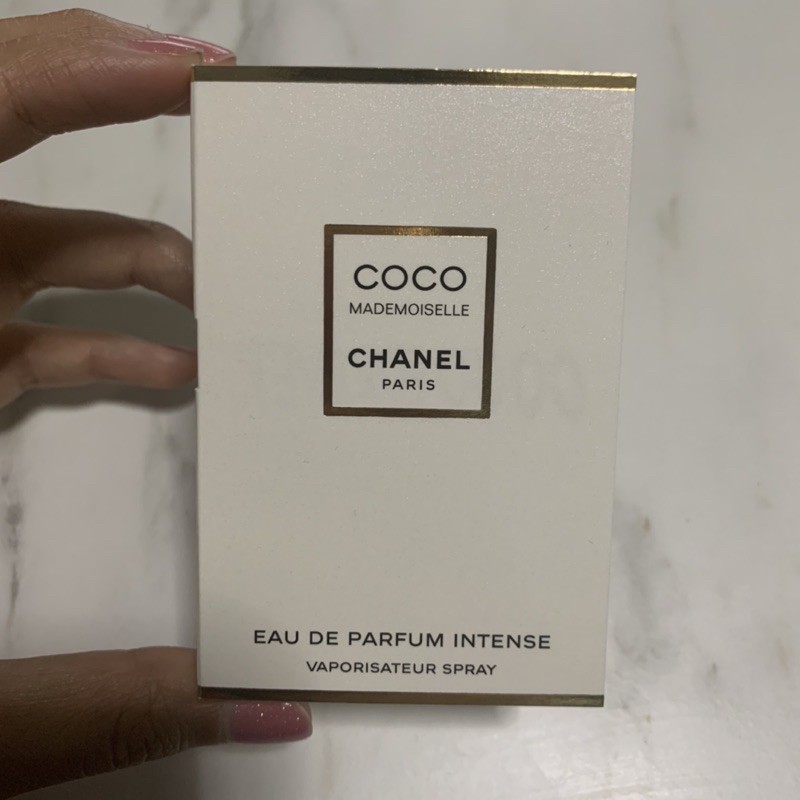 COCO
MADEMOISELLE
CHANEL
PARIS
EAU DE PARFUM INTENSE
VAPORISATEUR SPRAY